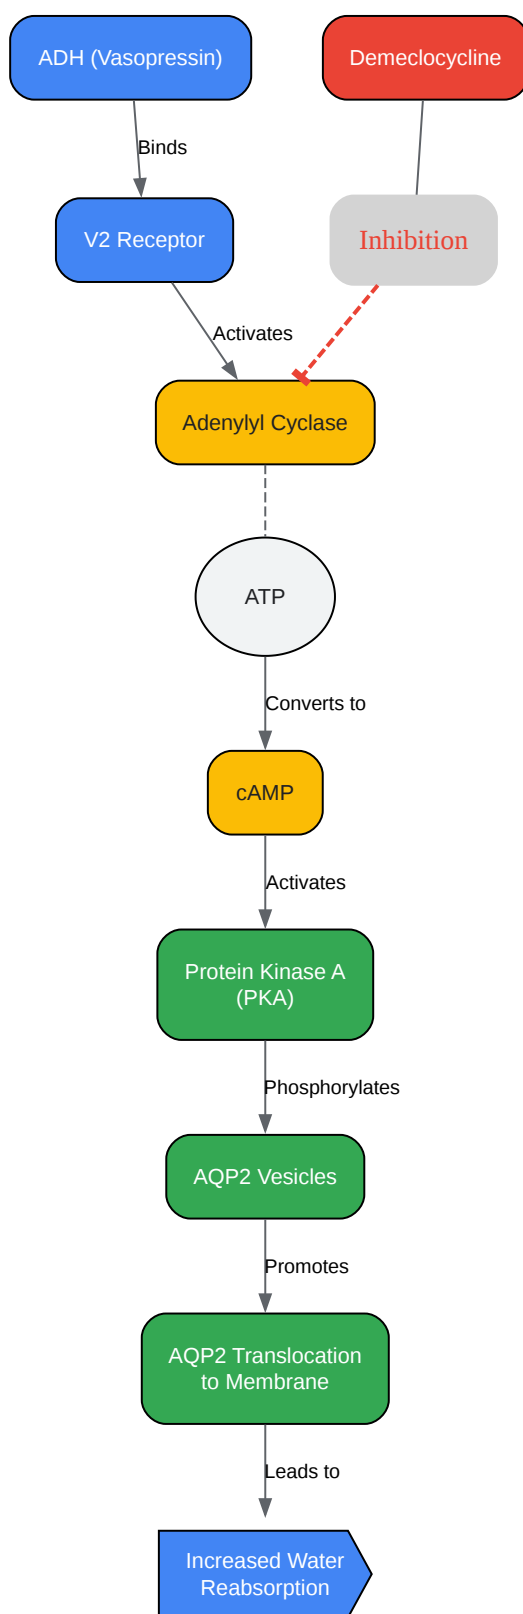 ADH (Vasopressin)
Demeclocycline
Binds
V2 Receptor
Inhibition
Activates
Adenylyl Cyclase
ATP
Converts to
cAMP
Activates
Protein Kinase A
(PKA)
Phosphorylates
AQP2 Vesicles
Promotes
AQP2 Translocation
to Membrane
Leads to
Increased Water
Reabsorption